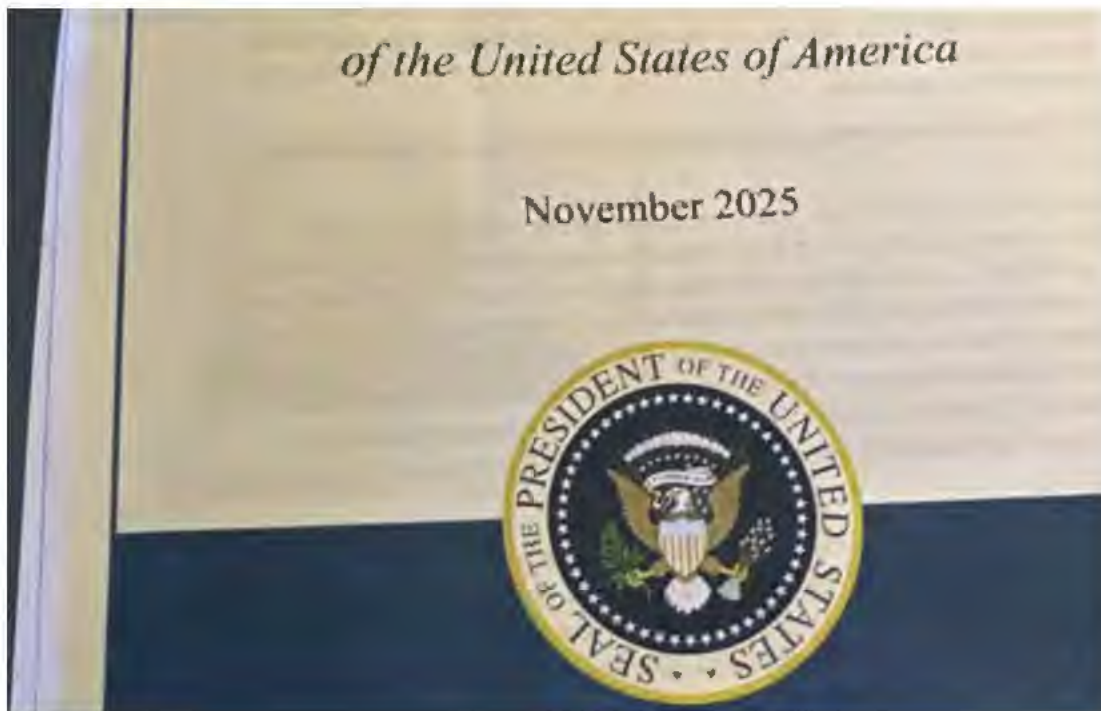 of the United States of America
November 2025
SEAL OF THE PRESIDENT OF THE UNITED STATES